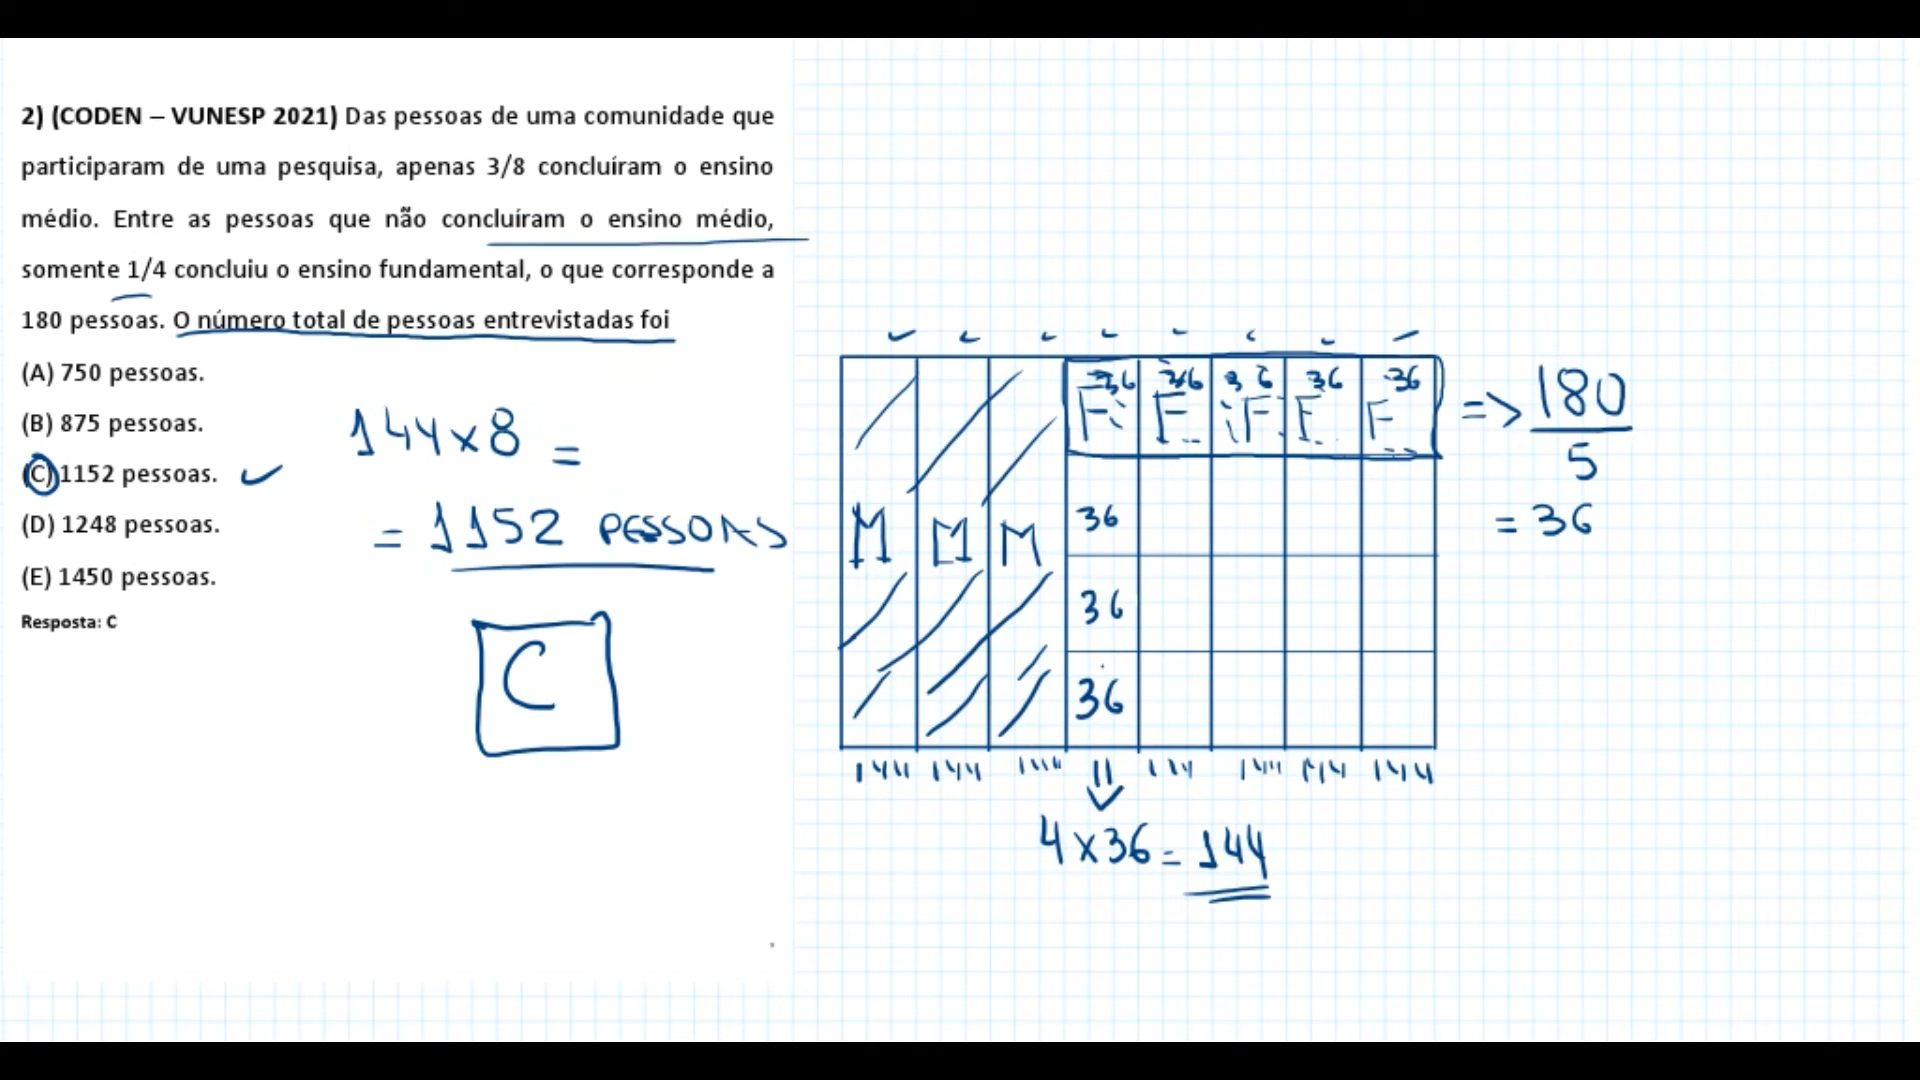 2) (CODEN – VUNESP 2021) Das pessoas de uma comunidade que
participaram de uma pesquisa, apenas 3/8 concluíram o ensino
médio. Entre as pessoas que não concluíram o ensino médio,
somente 1/4 concluiu o ensino fundamental, o que corresponde a
180 pessoas. O número total de pessoas entrevistadas foi
(A) 750 pessoas.
(B) 875 pessoas.
(C) 1152 pessoas.
(D) 1248 pessoas.
(E) 1450 pessoas.
Resposta: C
144 x 8 =
= 1152 PESSOAS
C
36 36 36 36 36
F F F F F
M M M
36
36
36
144 144 144 || 144 144 144 144
4 x 36 = 144
=> 180
5
= 36